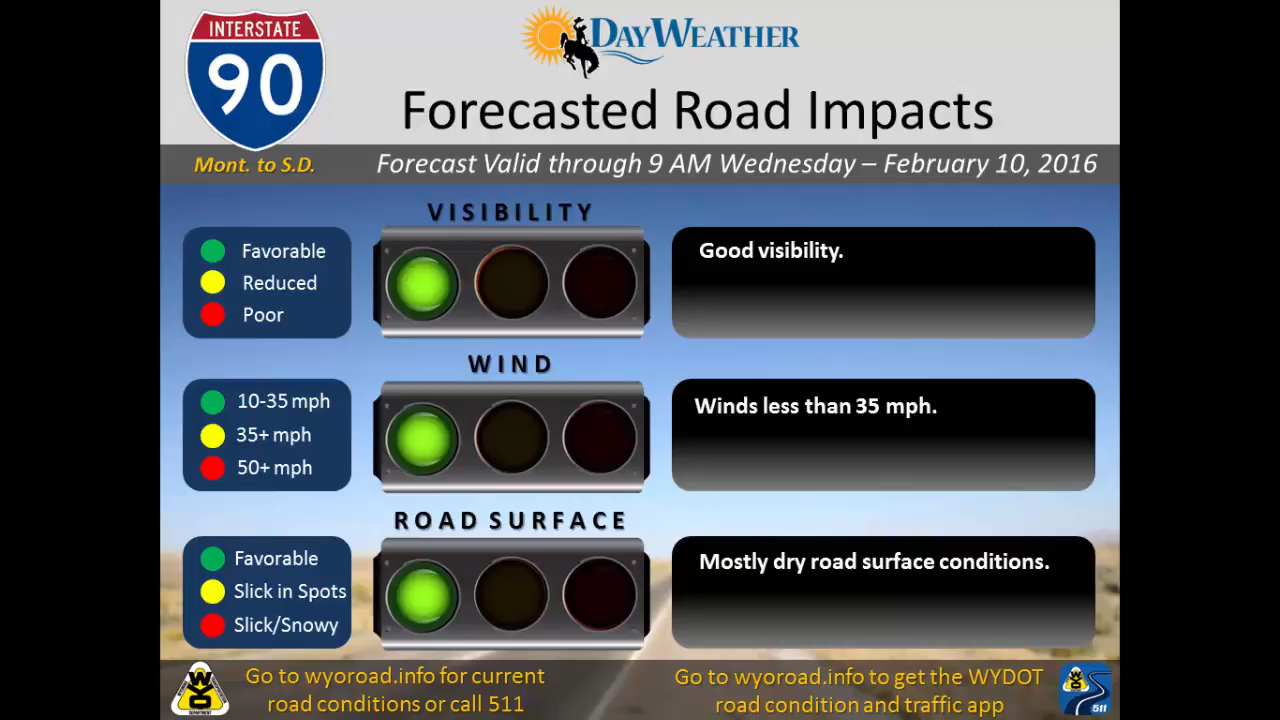 INTERSTATE
90
DAYWEATHER
Forecasted Road Impacts
Mont. to S.D.
Forecast Valid through 9 AM Wednesday – February 10, 2016
VISIBILITY
Favorable
Reduced
Poor
Good visibility.
WIND
10-35 mph
35+ mph
50+ mph
Winds less than 35 mph.
ROAD SURFACE
Favorable
Slick in Spots
Slick/Snowy
Mostly dry road surface conditions.
Go to wyoroad.info for current
road conditions or call 511
Go to wyoroad.info to get the WYDOT
road condition and traffic app
511